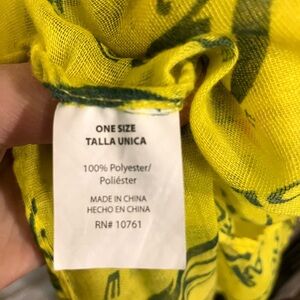 ONE SIZE
TALLA UNICA
100% Polyester/
Poliéster
MADE IN CHINA
HECHO EN CHINA
RN# 10761